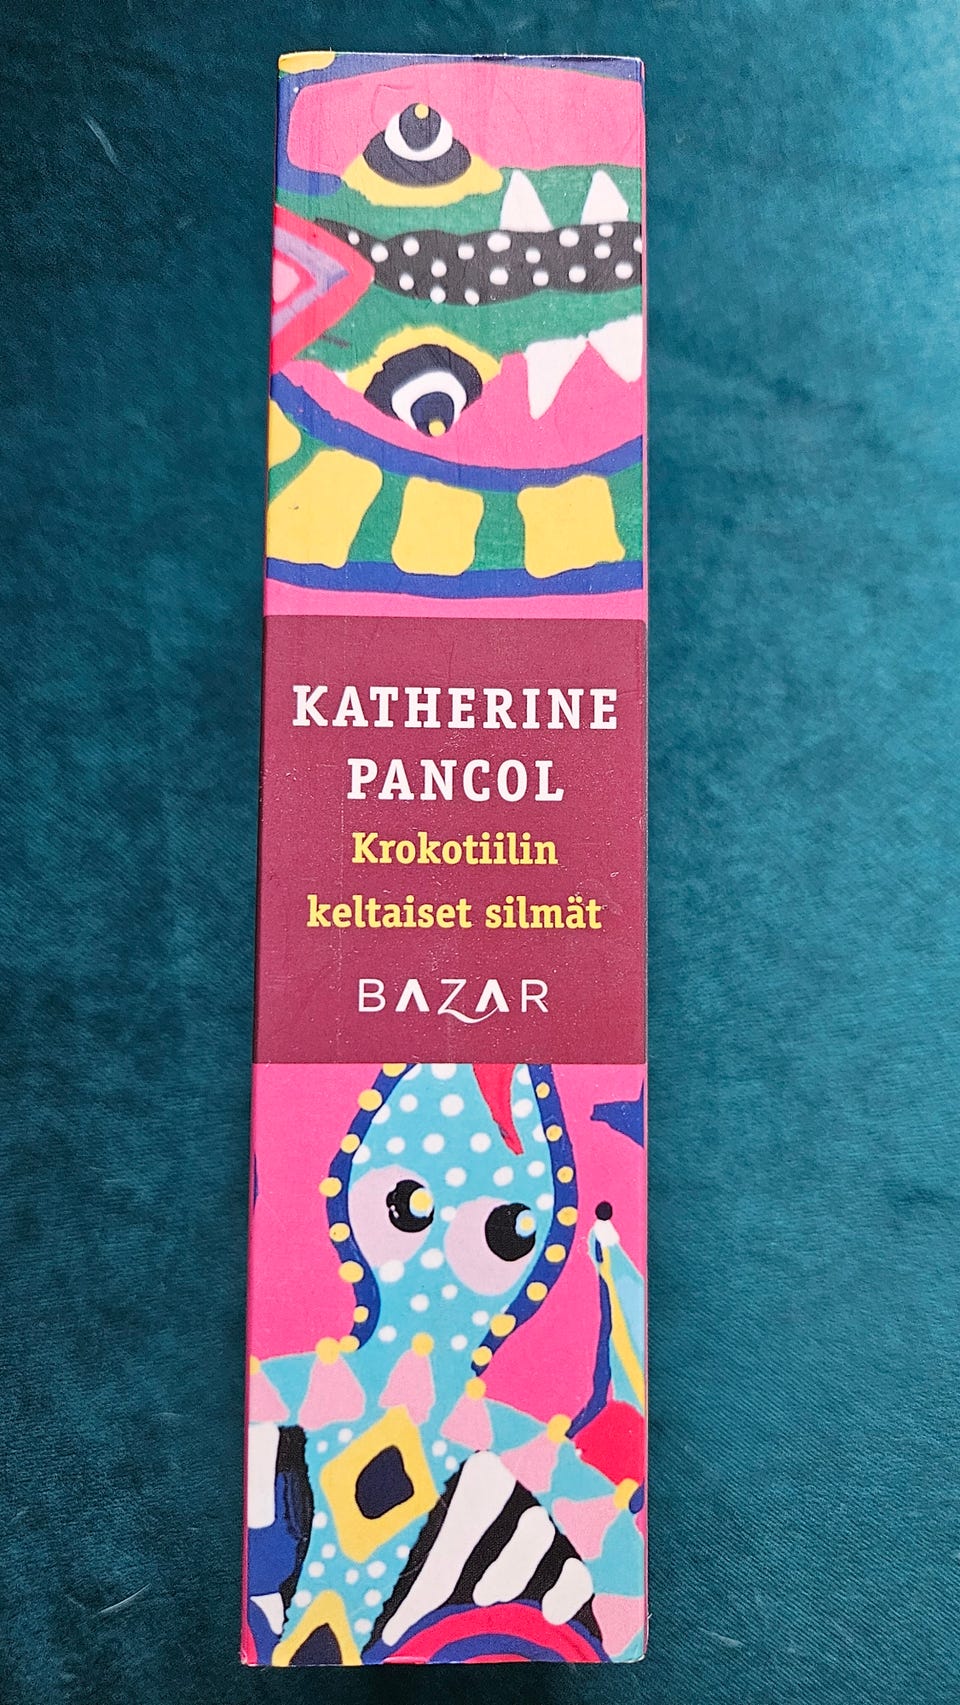 KATHERINE
PANCOL
Krokotiilin
keltaiset silmät
BAZAR